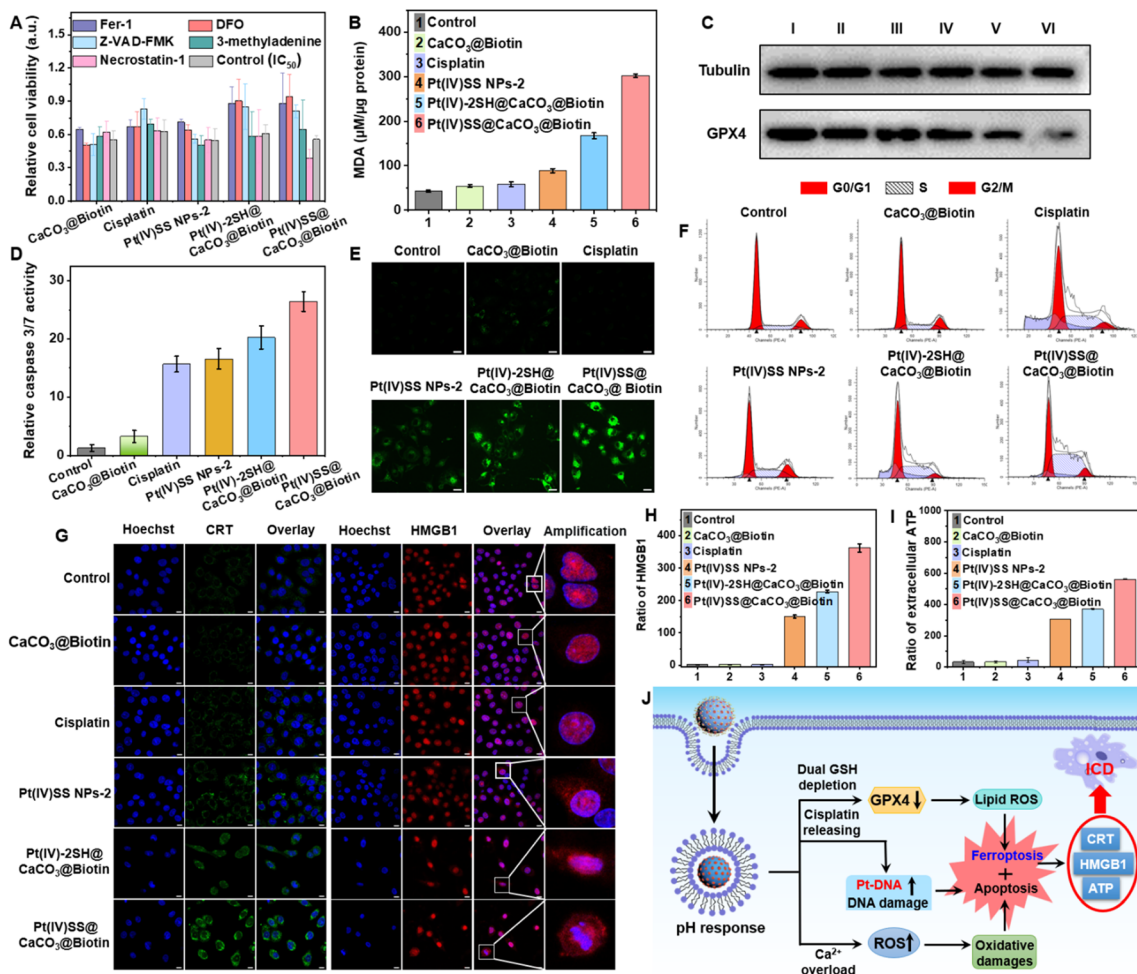 A
Fer-1
DFO
Z-VAD-FMK
3-methyladenine
Necrostatin-1
Control (IC50)
Relative cell viability (a.u.)
1.5
1.2
0.9
0.6
0.3
0.0
CaCO3@Biotin
Cisplatin
Pt(IV)SS NPs-2
Pt(IV)-2SH@
CaCO3@Biotin
Pt(IV)SS@
CaCO3@Biotin
B
1 Control
2 CaCO3@Biotin
3 Cisplatin
4 Pt(IV)SS NPs-2
5 Pt(IV)-2SH@CaCO3@Biotin
6 Pt(IV)SS@CaCO3@Biotin
MDA (μM/μg protein)
400
300
200
100
0
1 2 3 4 5 6
C
I II III IV V VI
Tubulin
GPX4
D
Relative caspase 3/7 activity
30
20
10
0
Control
CaCO3@Biotin
Cisplatin
Pt(IV)SS NPs-2
Pt(IV)-2SH@
CaCO3@Biotin
Pt(IV)SS@
CaCO3@Biotin
E
Control CaCO3@Biotin Cisplatin
Pt(IV)SS NPs-2
Pt(IV)-2SH@
CaCO3@Biotin
Pt(IV)SS@
CaCO3@ Biotin
F
G0/G1 S G2/M
Control CaCO3@Biotin Cisplatin
Pt(IV)SS NPs-2
Pt(IV)-2SH@
CaCO3@Biotin
Pt(IV)SS@
CaCO3@Biotin
G
Hoechst CRT Overlay Hoechst HMGB1 Overlay Amplification
Control
CaCO3@Biotin
Cisplatin
Pt(IV)SS NPs-2
Pt(IV)-2SH@
CaCO3@Biotin
Pt(IV)SS@
CaCO3@Biotin
H
1 Control
2 CaCO3@Biotin
3 Cisplatin
4 Pt(IV)SS NPs-2
5 Pt(IV)-2SH@CaCO3@Biotin
6 Pt(IV)SS@CaCO3@Biotin
Ratio of HMGB1
400
300
200
100
0
1 2 3 4 5 6
I
1 Control
2 CaCO3@Biotin
3 Cisplatin
4 Pt(IV)SS NPs-2
5 Pt(IV)-2SH@CaCO3@Biotin
6 Pt(IV)SS@CaCO3@Biotin
Ratio of extracellular ATP
1000
800
600
400
200
0
1 2 3 4 5 6
J
ICD
Dual GSH
depletion
GPX4
Lipid ROS
Cisplatin
releasing
CRT
HMGB1
ATP
Ferroptosis
+
Apoptosis
Pt-DNA
DNA damage
pH response
ROS
Oxidative
damages
Ca2+
overload